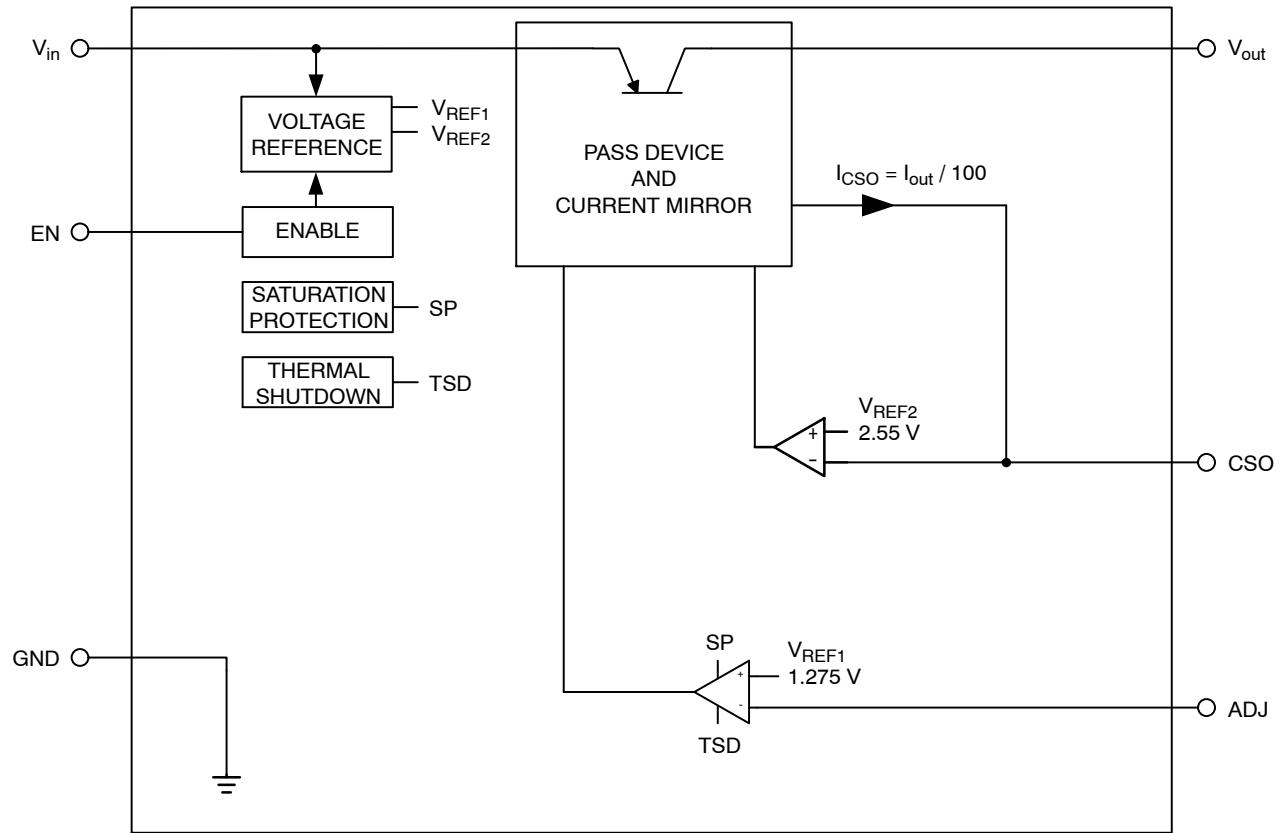 Vin
Vout
VOLTAGE
REFERENCE
VREF1
VREF2
PASS DEVICE
AND
CURRENT MIRROR
ICSO = Iout / 100
EN
ENABLE
SATURATION
PROTECTION
SP
THERMAL
SHUTDOWN
TSD
VREF2
2.55 V
+
-
CSO
GND
SP
VREF1
1.275 V
+
-
TSD
ADJ